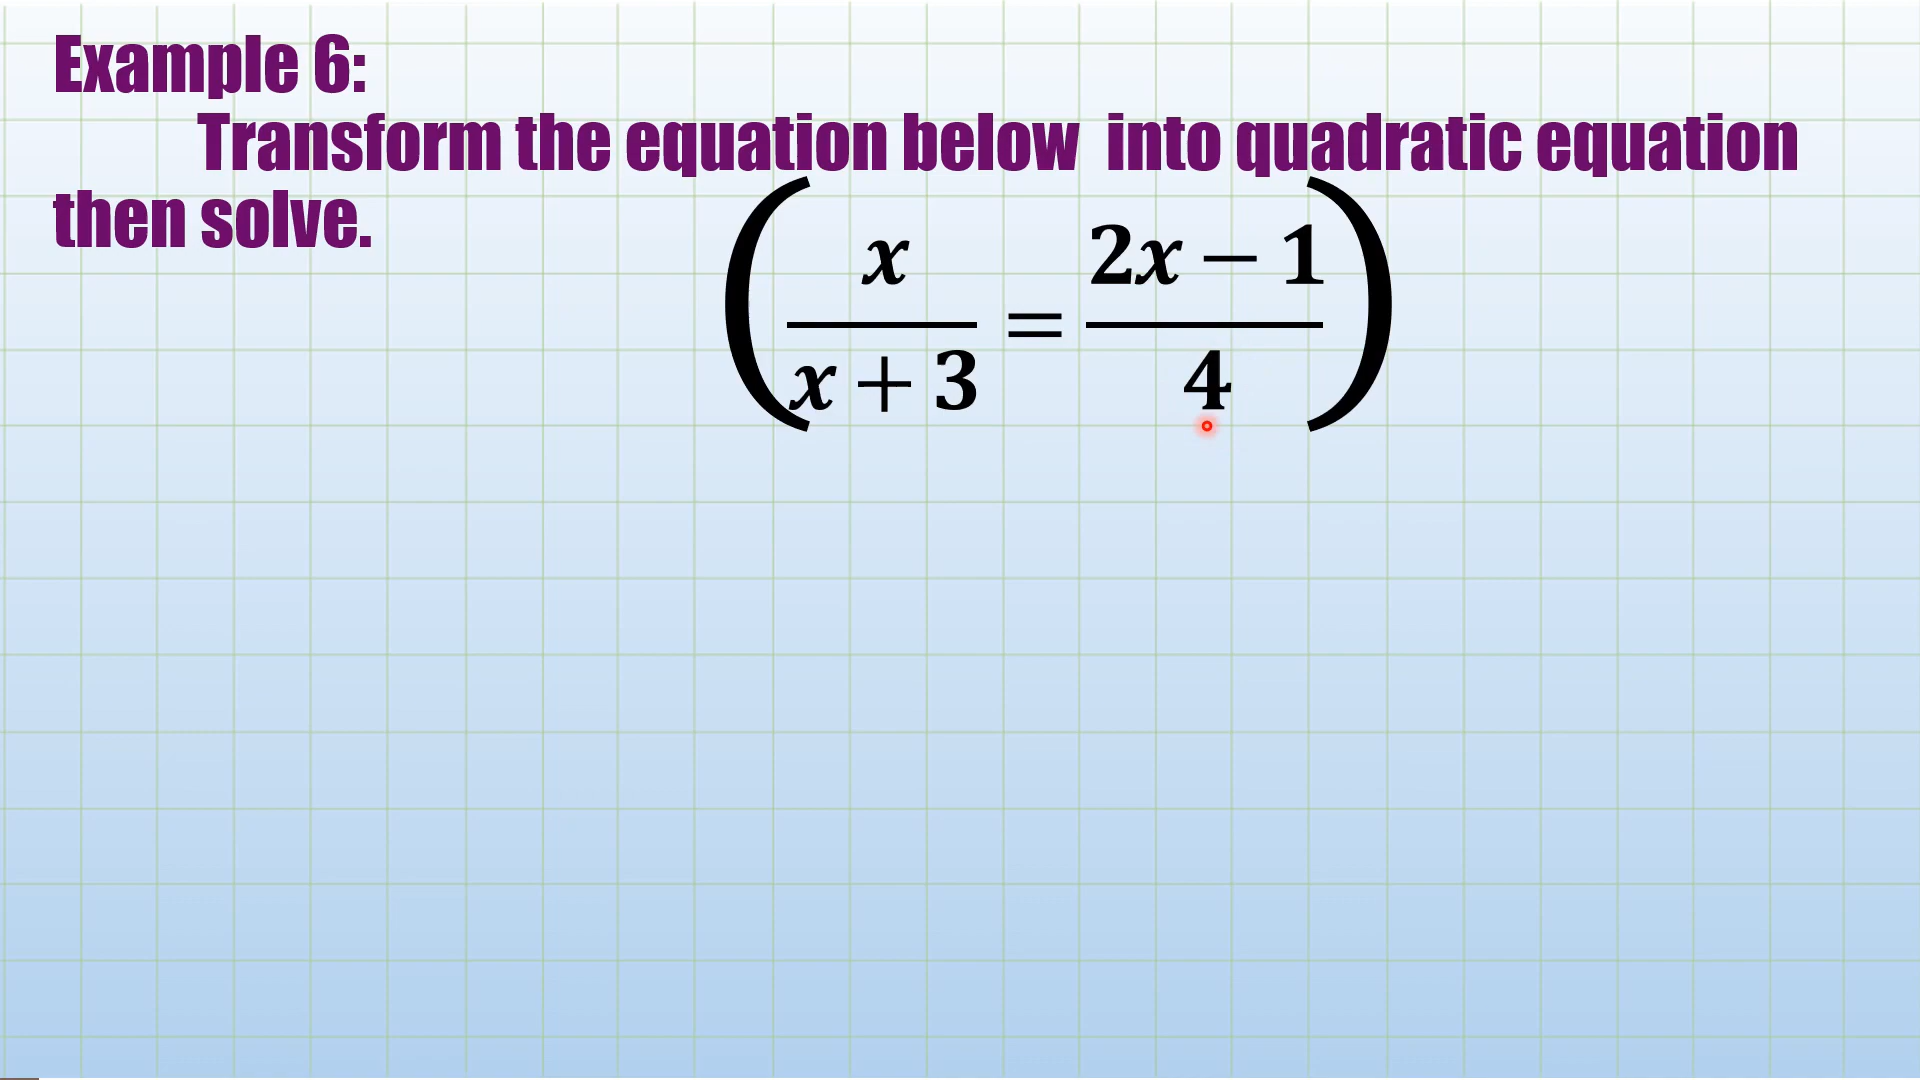 Example 6:
Transform the equation below into quadratic equation
then solve.
(x/(x + 3) = (2x − 1)/4)